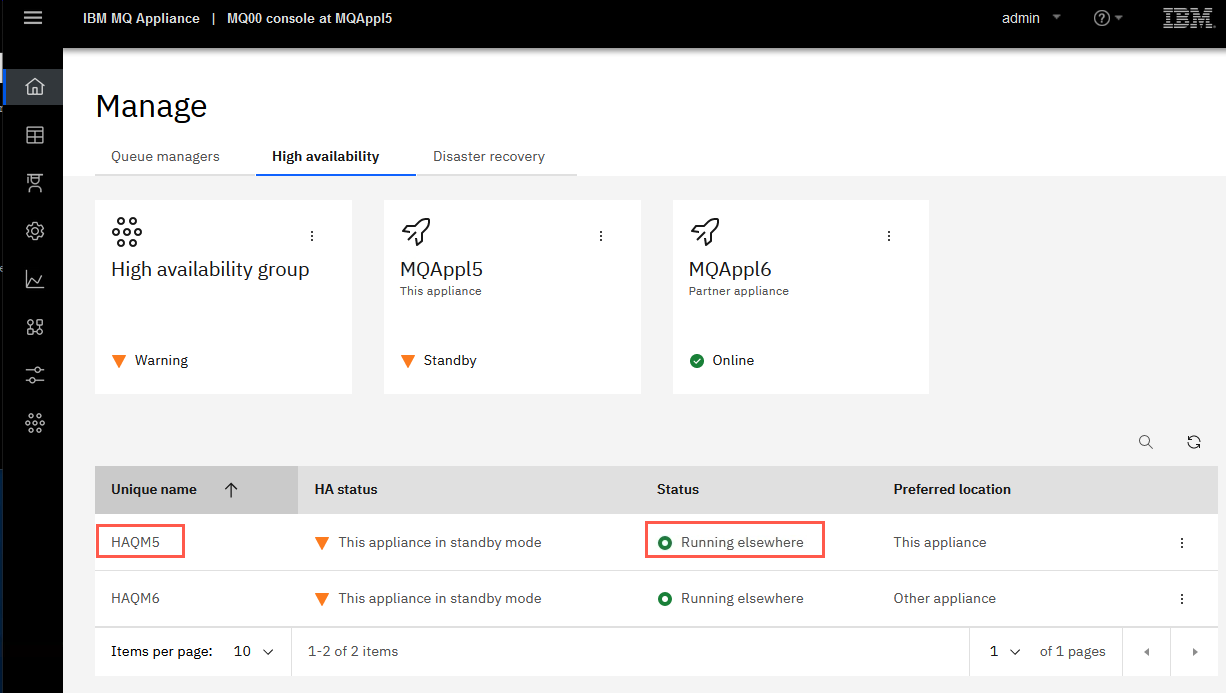 IBM MQ Appliance | MQ00 console at MQAppl5 admin IBM
Manage
Queue managers High availability Disaster recovery
High availability group
Warning
MQAppl5
This appliance
Standby
MQAppl6
Partner appliance
Online
Unique name HA status Status Preferred location
HAQM5 This appliance in standby mode Running elsewhere This appliance
HAQM6 This appliance in standby mode Running elsewhere Other appliance
Items per page: 10 1-2 of 2 items 1 of 1 pages